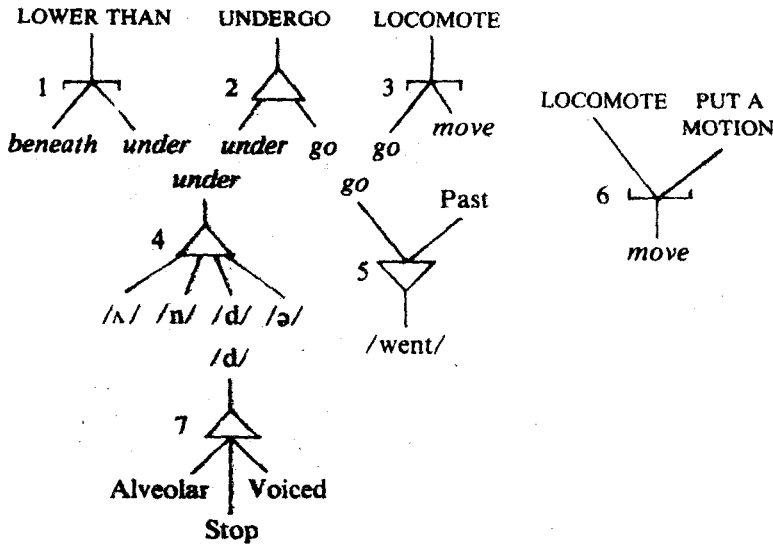 LOWER THAN UNDERGO LOCOMOTE
1 2 3
beneath under under go go move
LOCOMOTE PUT A MOTION
6
move
under
4
/ʌ/ /n/ /d/ /ə/
go Past
5
/went/
/d/
7
Alveolar Voiced
Stop